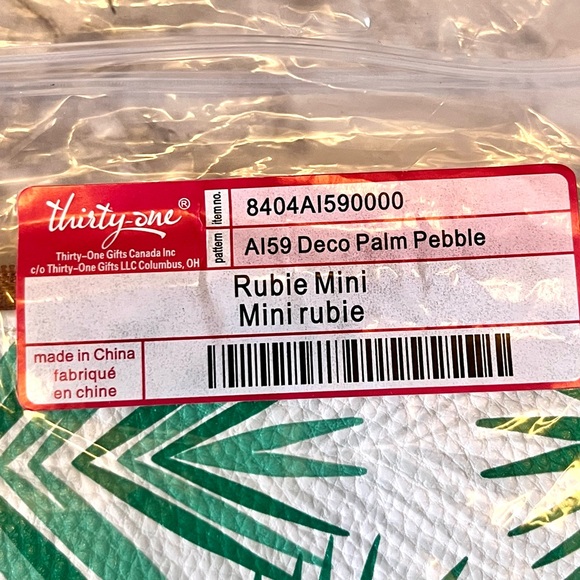 thirty-one®
Thirty-One Gifts Canada Inc
c/o Thirty-One Gifts LLC Columbus, OH
item no.
8404AI590000
pattern
AI59 Deco Palm Pebble
Rubie Mini
Mini rubie
made in China
fabriqué
en chine